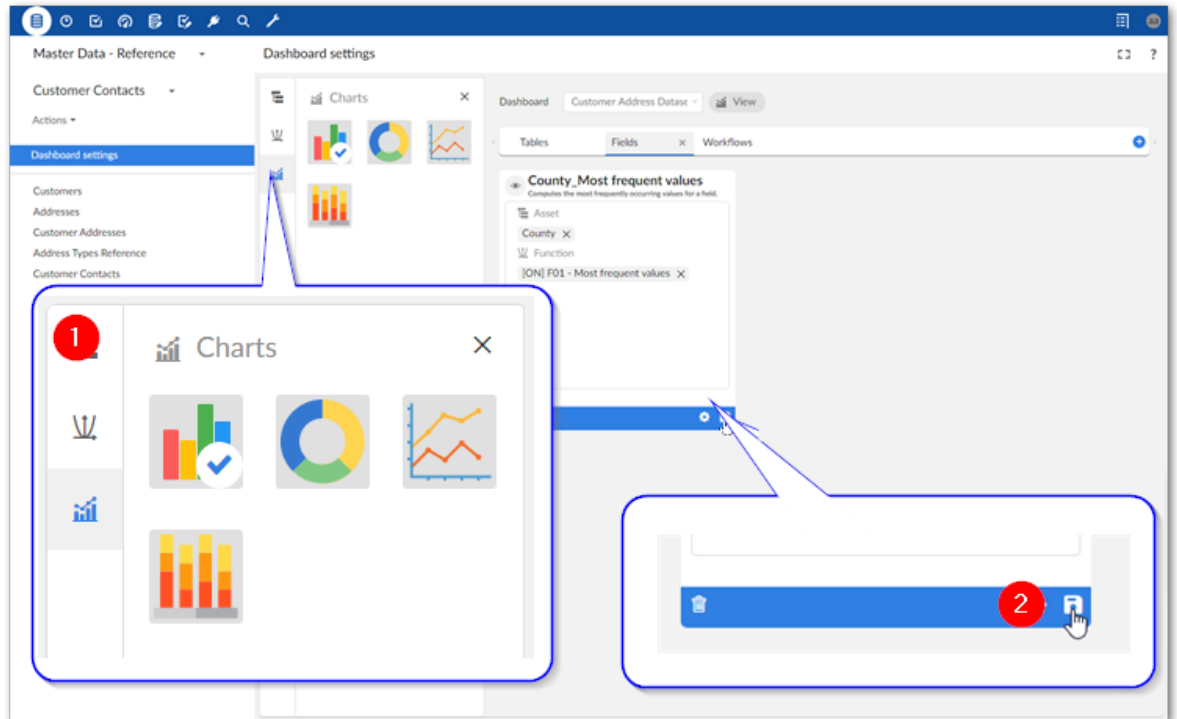 Master Data - Reference
Dashboard settings
?
Customer Contacts
Actions
Dashboard settings
Customers
Addresses
Customer Addresses
Address Types Reference
Customer Contacts
Charts
Dashboard
Customer Address Datase
View
Tables
Fields
Workflows
County_Most frequent values
Computes the most frequently occurring values for a field.
Asset
County
Function
[ON] F01 - Most frequent values
1
Charts
2